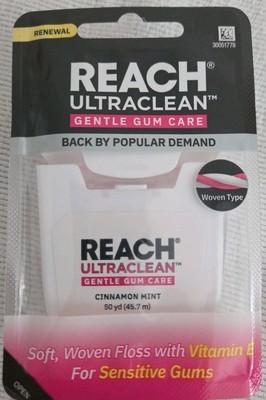 RENEWAL
30051778
REACH®
ULTRACLEAN™
GENTLE GUM CARE
BACK BY POPULAR DEMAND
Woven Type
REACH®
ULTRACLEAN™
GENTLE GUM CARE
CINNAMON MINT
50 yd (45.7 m)
Soft, Woven Floss with Vitamin E
For Sensitive Gums
OPEN